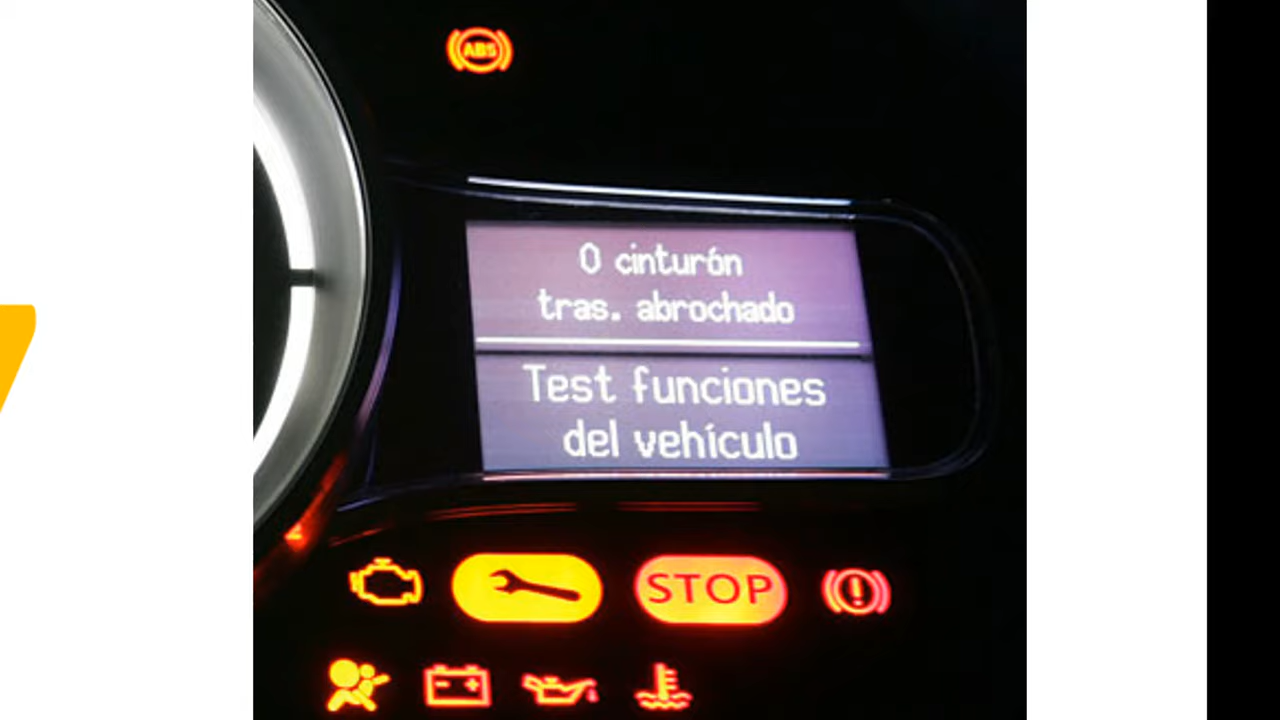 ABS
0 cinturón
tras. abrochado
Test funciones
del vehículo
STOP